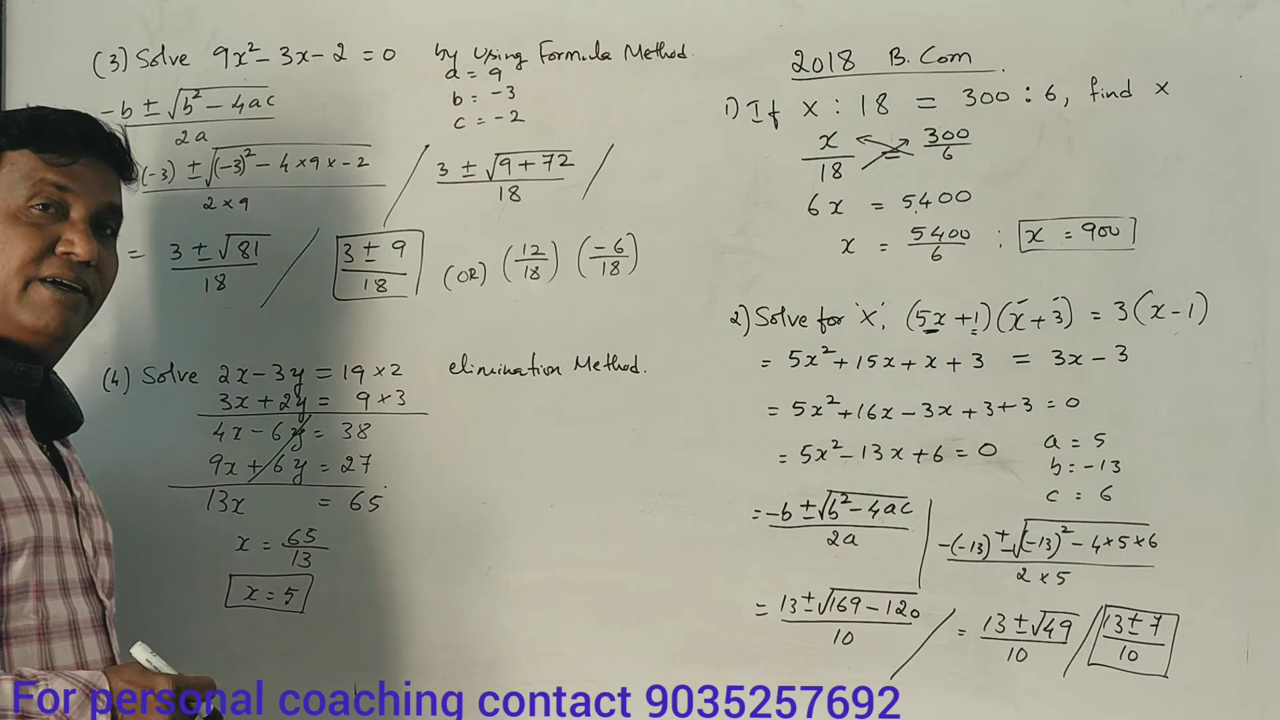 (3) Solve 9x² - 3x - 2 = 0 by Using Formula Method.
a = 9
b = -3
c = -2
-b ± √b² - 4ac / 2a
(-3) ± √(-3)² - 4 × 9 × -2 / 2 × 9 / 3 ± √9 + 72 / 18 /
= 3 ± √81 / 18 / 3 ± 9 / 18 (OR) (12/18) (-6/18)
(4) Solve 2x - 3y = 19 × 2 elimination Method.
3x + 2y = 9 × 3
4x - 6y = 38
9x + 6y = 27
13x = 65
x = 65/13
x = 5
2018 B.Com
1) If x : 18 = 300 : 6, find x
x/18 = 300/6
6x = 5400
x = 5400/6 : x = 900
2) Solve for 'x', (5x + 1)(x + 3) = 3(x - 1)
= 5x² + 15x + x + 3 = 3x - 3
= 5x² + 16x - 3x + 3 + 3 = 0
= 5x² - 13x + 6 = 0
a = 5
b = -13
c = 6
= -b ± √b² - 4ac / 2a | -(-13) ± √(-13)² - 4 × 5 × 6 / 2 × 5
= 13 ± √169 - 120 / 10 / = 13 ± √49 / 10 / 13 ± 7 / 10
For personal coaching contact 9035257692